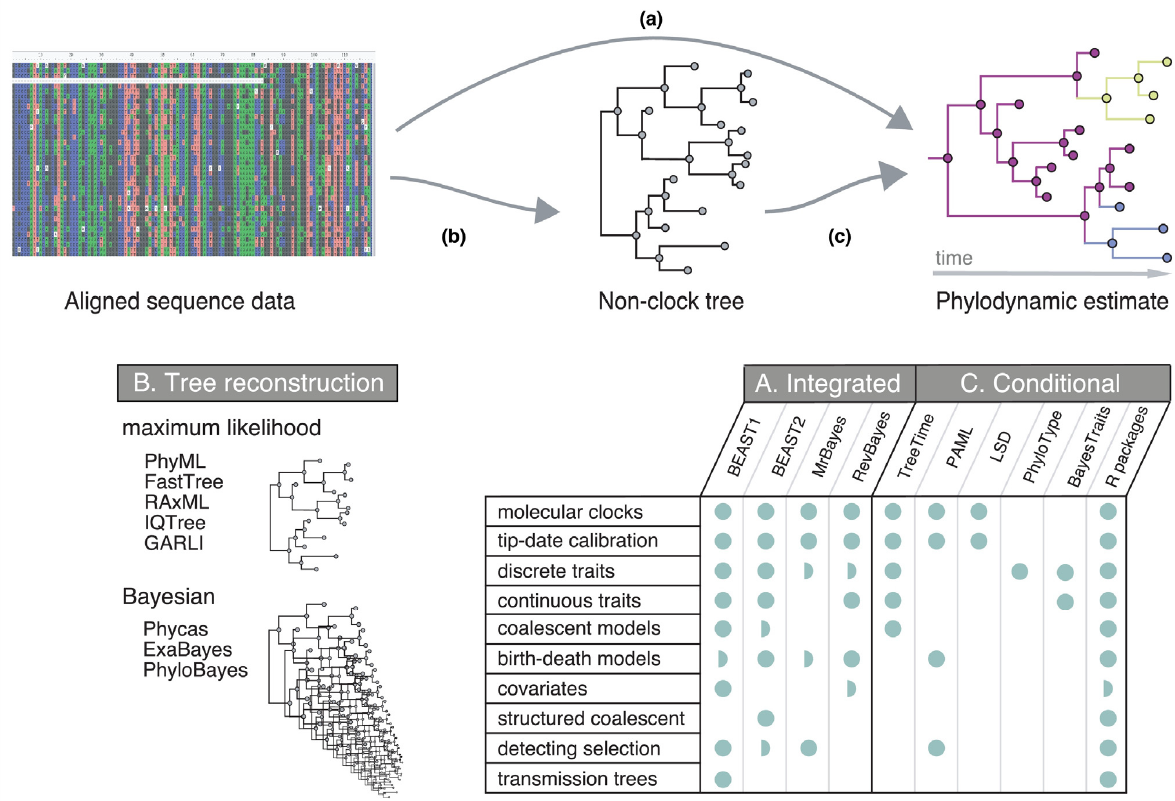 (a)
(b)
(c)
time
Aligned sequence data
Non-clock tree
Phylodynamic estimate
B. Tree reconstruction
maximum likelihood
PhyML
FastTree
RAxML
IQTree
GARLI
Bayesian
Phycas
ExaBayes
PhyloBayes
A. Integrated
C. Conditional
BEAST1
BEAST2
MrBayes
RevBayes
TreeTime
PAML
LSD
PhyloType
BayesTraits
R packages
molecular clocks
tip-date calibration
discrete traits
continuous traits
coalescent models
birth-death models
covariates
structured coalescent
detecting selection
transmission trees